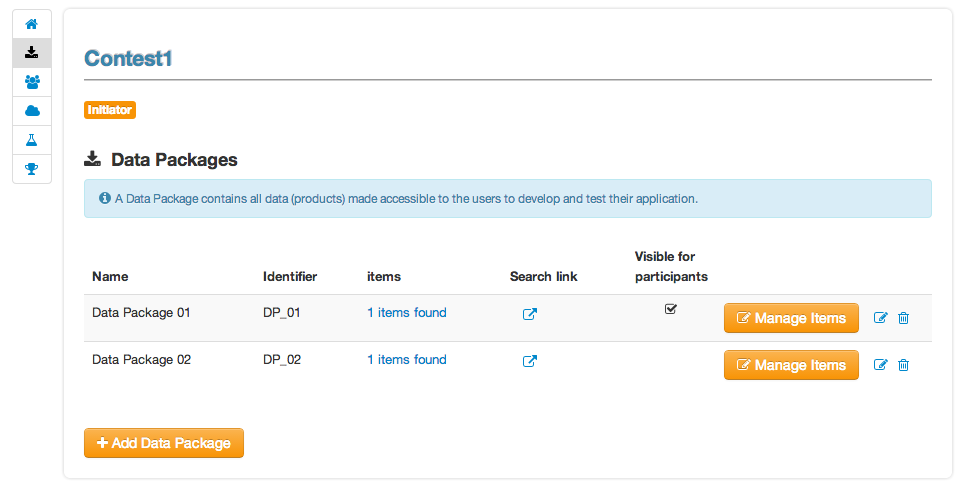 Contest1
Initiator
Data Packages
A Data Package contains all data (products) made accessible to the users to develop and test their application.
Name Identifier items Search link Visible for participants
Data Package 01 DP_01 1 items found Manage Items
Data Package 02 DP_02 1 items found Manage Items
+ Add Data Package